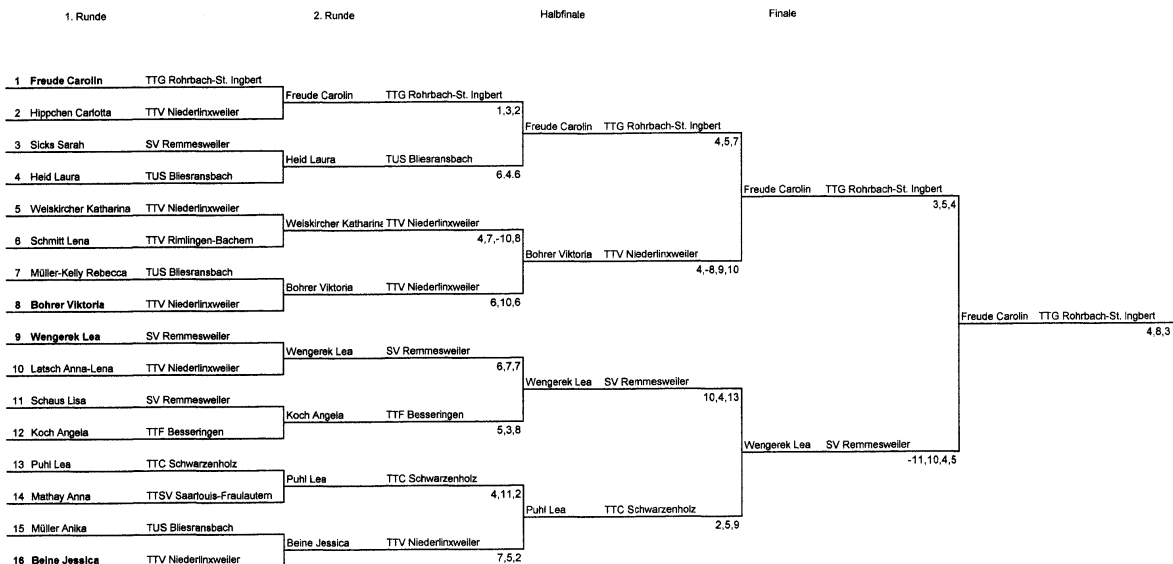 1. Runde 2. Runde Halbfinale Finale
1 Freude Carolin TTG Rohrbach-St. Ingbert
Freude Carolin TTG Rohrbach-St. Ingbert
1,3,2
2 Hippchen Carlotta TTV Niederlinxweiler
Freude Carolin TTG Rohrbach-St. Ingbert
4,5,7
3 Sicks Sarah SV Remmesweiler
Heid Laura TUS Bliesransbach
6,4,6
4 Heid Laura TUS Bliesransbach
Freude Carolin TTG Rohrbach-St. Ingbert
3,5,4
5 Weiskircher Katharina TTV Niederlinxweiler
Weiskircher Katharina TTV Niederlinxweiler
4,7,-10,8
6 Schmitt Lena TTV Rimlingen-Bachem
Bohrer Viktoria TTV Niederlinxweiler
4,-8,9,10
7 Müller-Kelly Rebecca TUS Bliesransbach
Bohrer Viktoria TTV Niederlinxweiler
6,10,6
8 Bohrer Viktoria TTV Niederlinxweiler
Freude Carolin TTG Rohrbach-St. Ingbert
4,8,3
9 Wengerek Lea SV Remmesweiler
Wengerek Lea SV Remmesweiler
6,7,7
10 Latsch Anna-Lena TTV Niederlinxweiler
Wengerek Lea SV Remmesweiler
10,4,13
11 Schaus Lisa SV Remmesweiler
Koch Angela TTF Besseringen
5,3,8
12 Koch Angela TTF Besseringen
Wengerek Lea SV Remmesweiler
-11,10,4,5
13 Puhl Lea TTC Schwarzenholz
Puhl Lea TTC Schwarzenholz
4,11,2
14 Mathay Anna TTSV Saarlouis-Fraulautern
Puhl Lea TTC Schwarzenholz
2,5,9
15 Müller Anika TUS Bliesransbach
Beine Jessica TTV Niederlinxweiler
7,5,2
16 Beine Jessica TTV Niederlinxweiler